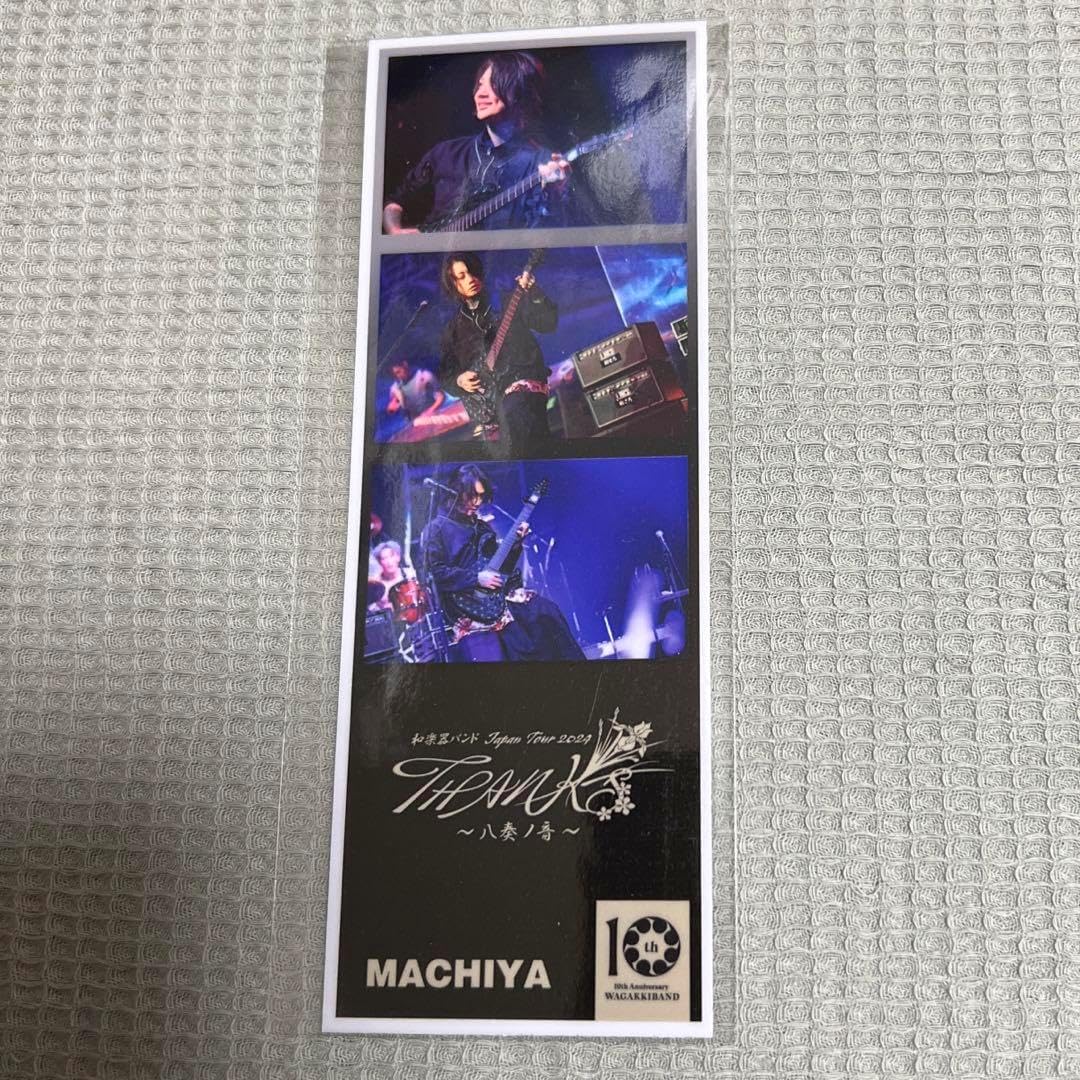 和楽器バンド Japan Tour 2024
THANKS
～八奏ノ音～
MACHIYA
10th
10th Anniversary
WAGAKKIBAND